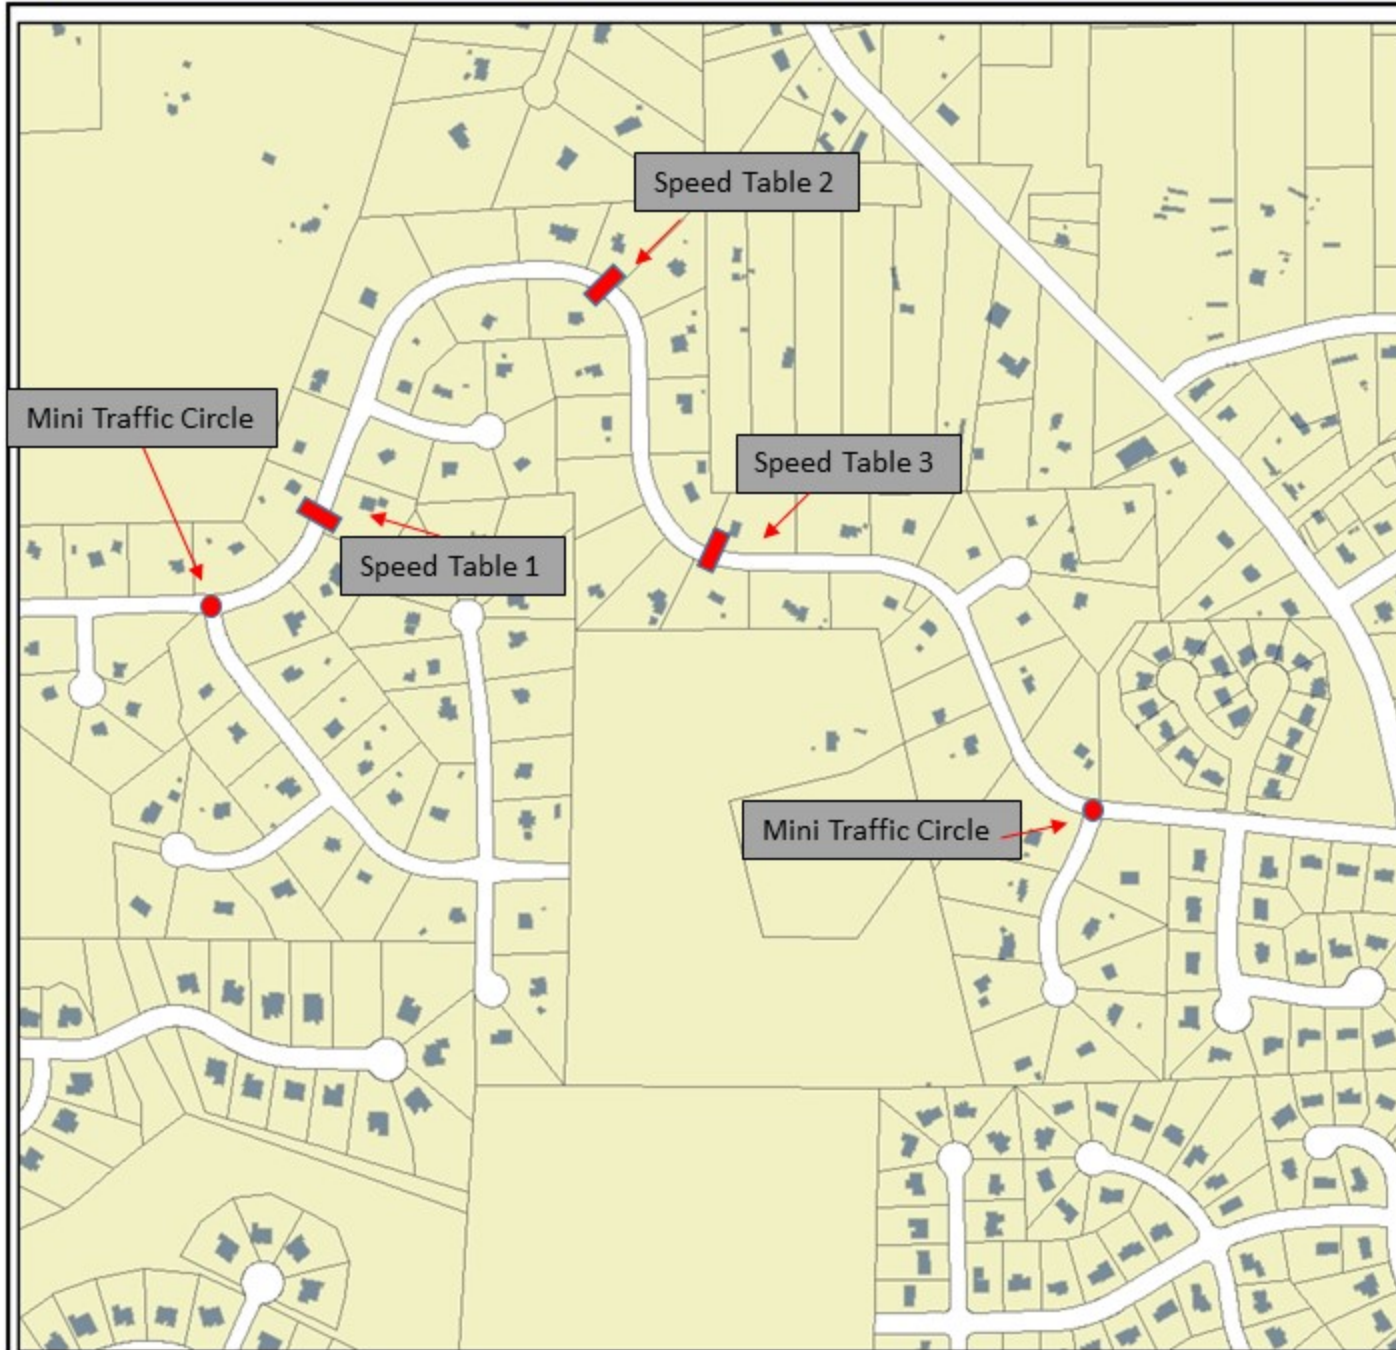 Speed Table 2
Mini Traffic Circle
Speed Table 3
Speed Table 1
Mini Traffic Circle